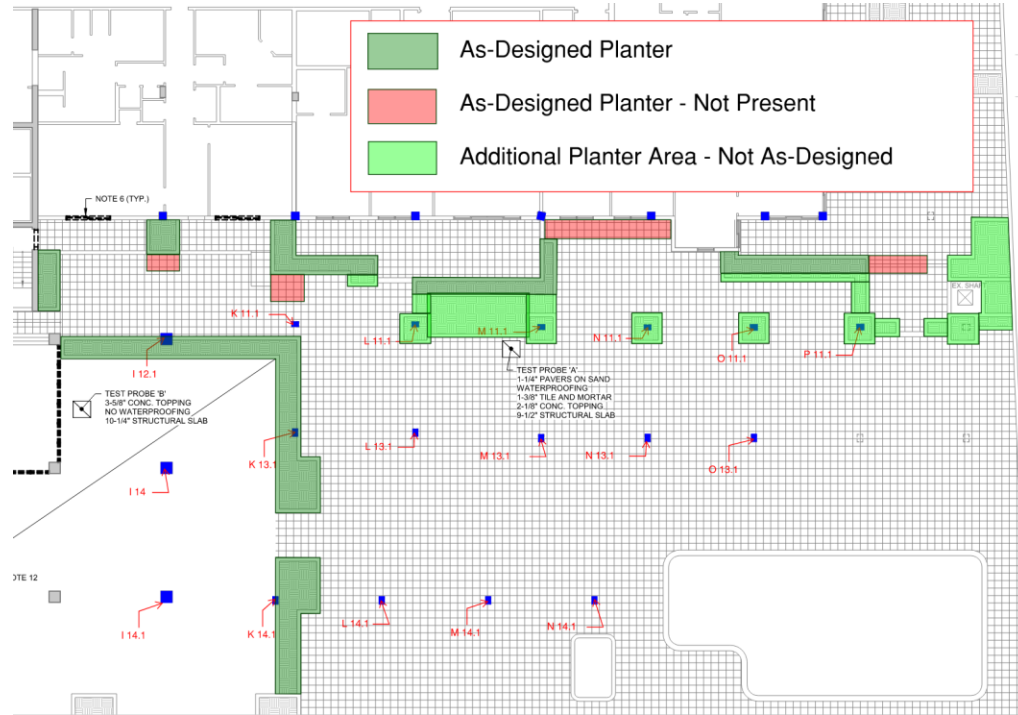 As-Designed Planter
As-Designed Planter - Not Present
Additional Planter Area - Not As-Designed
NOTE 6 (TYP.)
EX. SHAFT
K 11.1
L 11.1
M 11.1
N 11.1
O 11.1
P 11.1
I 12.1
TEST PROBE 'A'
1-1/4" PAVERS ON SAND
WATERPROOFING
1-3/8" TILE AND MORTAR
2-1/8" CONC. TOPPING
9-1/2" STRUCTURAL SLAB
TEST PROBE 'B'
3-5/8" CONC. TOPPING
NO WATERPROOFING
10-1/4" STRUCTURAL SLAB
K 13.1
L 13.1
M 13.1
N 13.1
O 13.1
I 14
OTE 12
I 14.1
K 14.1
L 14.1
M 14.1
N 14.1